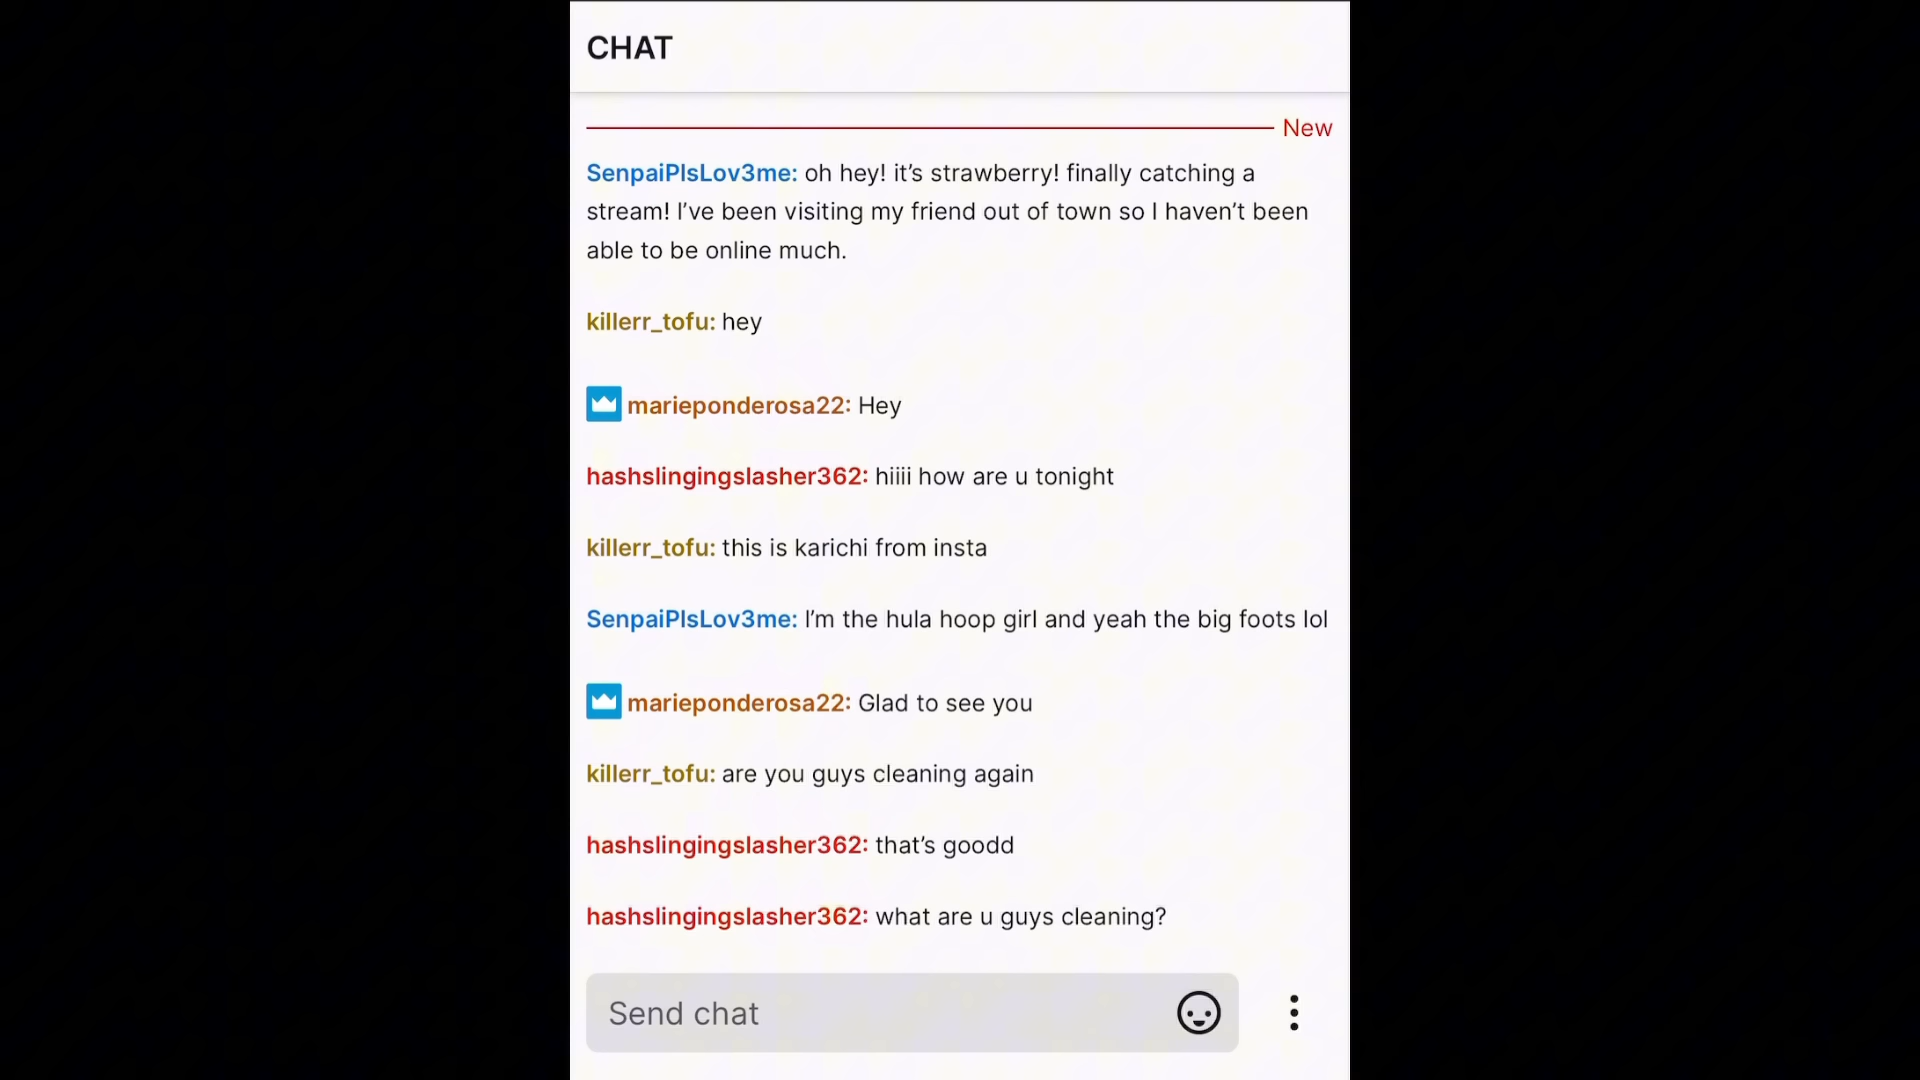 CHAT
New
SenpaiPlsLov3me: oh hey! it’s strawberry! finally catching a
stream! I’ve been visiting my friend out of town so I haven’t been
able to be online much.
killerr_tofu: hey
marieponderosa22: Hey
hashslingingslasher362: hiiii how are u tonight
killerr_tofu: this is karichi from insta
SenpaiPlsLov3me: I’m the hula hoop girl and yeah the big foots lol
marieponderosa22: Glad to see you
killerr_tofu: are you guys cleaning again
hashslingingslasher362: that’s goodd
hashslingingslasher362: what are u guys cleaning?
Send chat